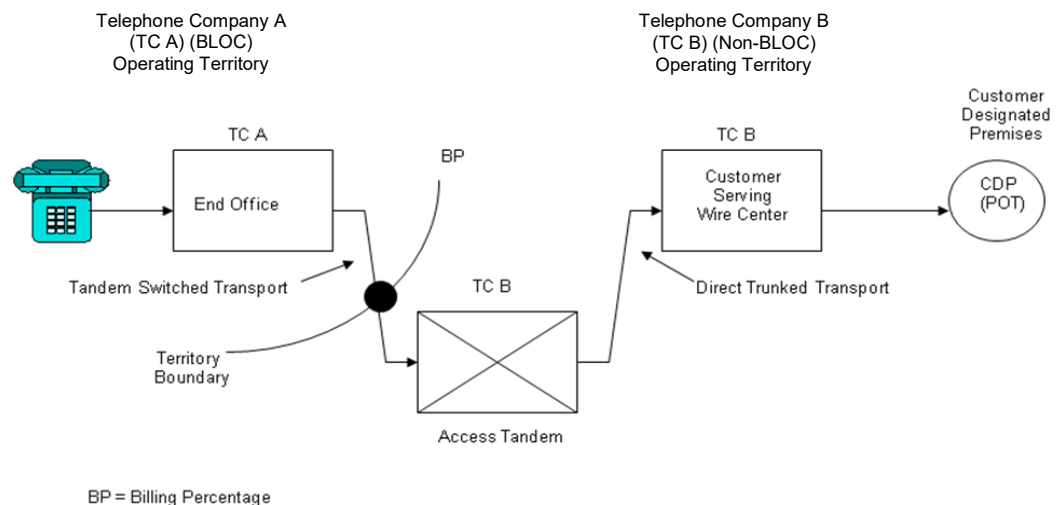 Telephone Company A
(TC A) (BLOC)
Operating Territory
Telephone Company B
(TC B) (Non-BLOC)
Operating Territory
Customer
Designated
Premises
TC A
BP
TC B
End Office
Customer
Serving
Wire Center
CDP
(POT)
Tandem Switched Transport
TC B
Direct Trunked Transport
Territory
Boundary
Access Tandem
BP = Billing Percentage